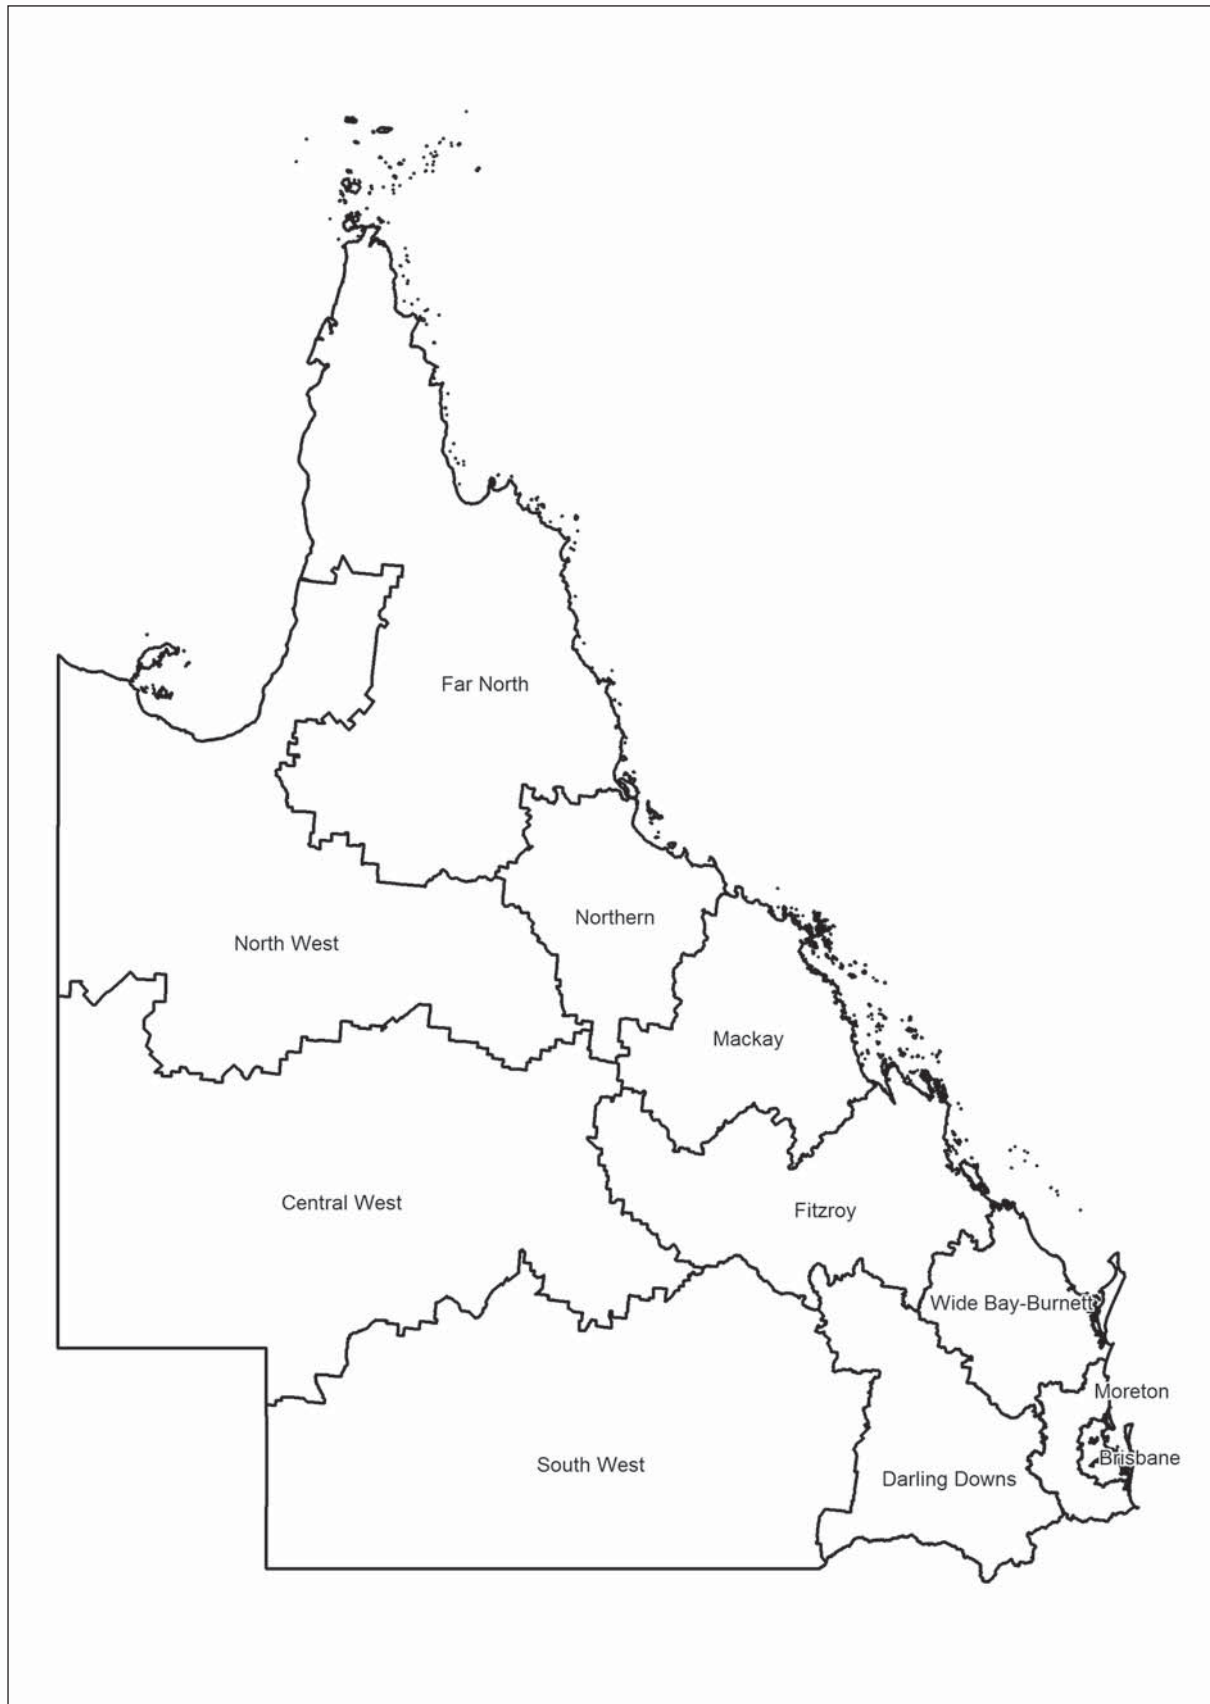 Far North
Northern
North West
Mackay
Central West
Fitzroy
Wide Bay-Burnett
Moreton
Brisbane
South West
Darling Downs